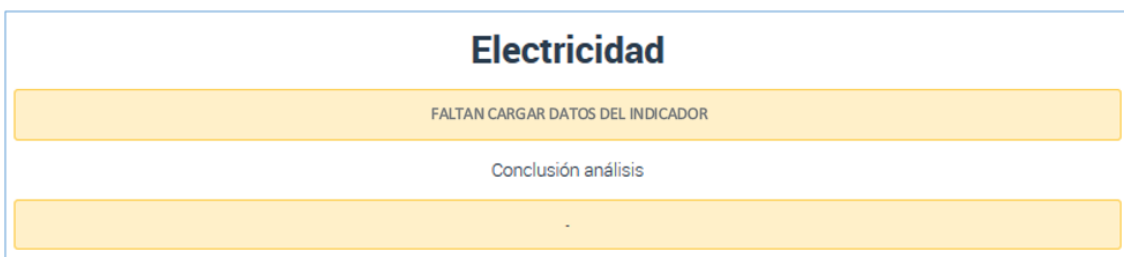 Electricidad
FALTAN CARGAR DATOS DEL INDICADOR
Conclusión análisis
-